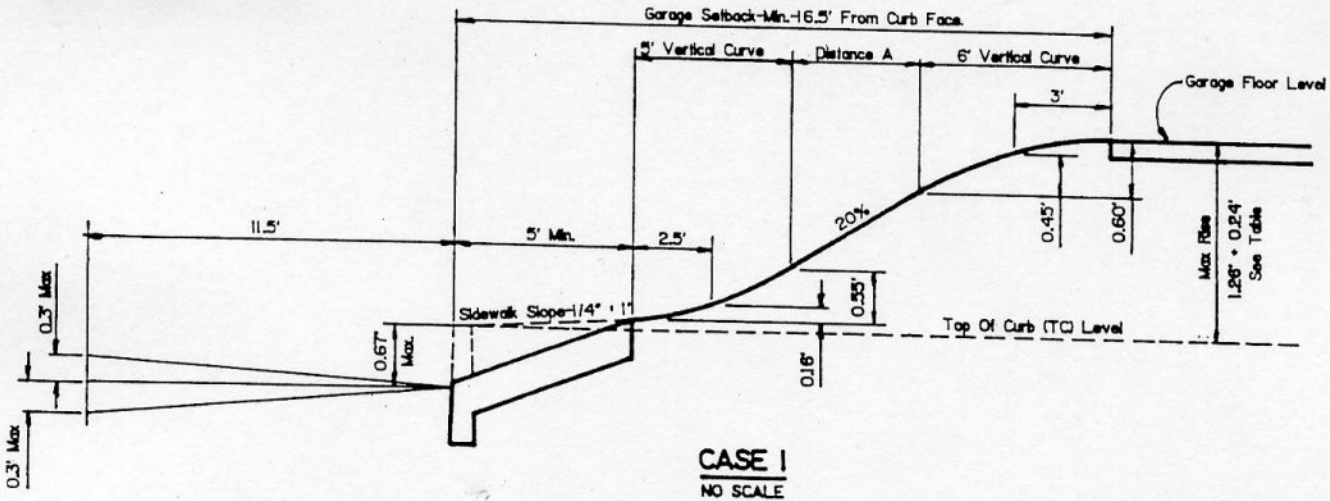 Garage Setback-Min.-16.5' From Curb Face.
5' Vertical Curve
Distance A
6' Vertical Curve
3'
Garage Floor Level
20%
0.45'
0.60'
Max Rise
1.26' + 0.24'
See Table
11.5'
5' Min.
2.5'
0.3' Max
Sidewalk Slope-1/4" : 1'
0.55'
Top Of Curb (TC) Level
0.67'
Max.
0.16'
0.3' Max
CASE I
NO SCALE